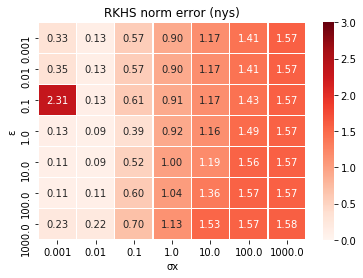 RKHS norm error (nys)
0.001 0.33 0.13 0.57 0.90 1.17 1.41 1.57
0.01 0.35 0.13 0.57 0.90 1.17 1.41 1.57
0.1 2.31 0.13 0.61 0.91 1.17 1.43 1.57
1.0 0.13 0.09 0.39 0.92 1.16 1.49 1.57
10.0 0.11 0.09 0.52 1.00 1.19 1.56 1.57
100.0 0.11 0.11 0.60 1.04 1.36 1.57 1.57
1000.0 0.23 0.22 0.70 1.13 1.53 1.57 1.58
0.001 0.01 0.1 1.0 10.0 100.0 1000.0
σx
ε
3.0
2.5
2.0
1.5
1.0
0.5
0.0